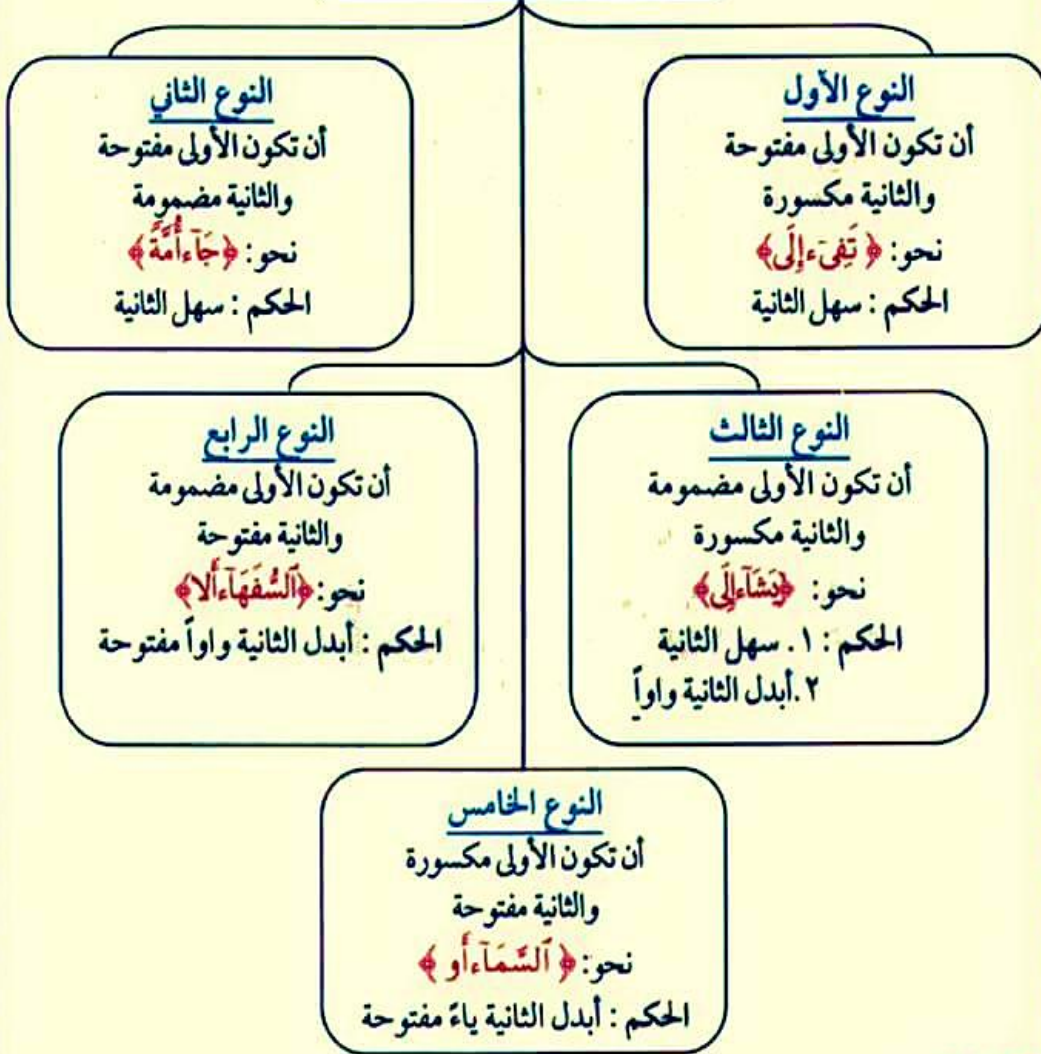 النوع الأول
أن تكون الأولى مفتوحة
والثانية مكسورة
نحو: ﴿ تَفِىٓءَ إِلَىٰٓ ﴾
الحكم : سهل الثانية
النوع الثاني
أن تكون الأولى مفتوحة
والثانية مضمومة
نحو: ﴿جَآءَ أُمَّةً﴾
الحكم : سهل الثانية
النوع الثالث
أن تكون الأولى مضمومة
والثانية مكسورة
نحو: ﴿يَشَآءُ إِلَىٰ﴾
الحكم : ١. سهل الثانية
٢.أبدل الثانية واواً
النوع الرابع
أن تكون الأولى مضمومة
والثانية مفتوحة
نحو:﴿ٱلسُّفَهَآءُ أَلَا﴾
الحكم : أبدل الثانية واواً مفتوحة
النوع الخامس
أن تكون الأولى مكسورة
والثانية مفتوحة
نحو:﴿ ٱلسَّمَآءِ أَو ﴾
الحكم : أبدل الثانية ياءً مفتوحة